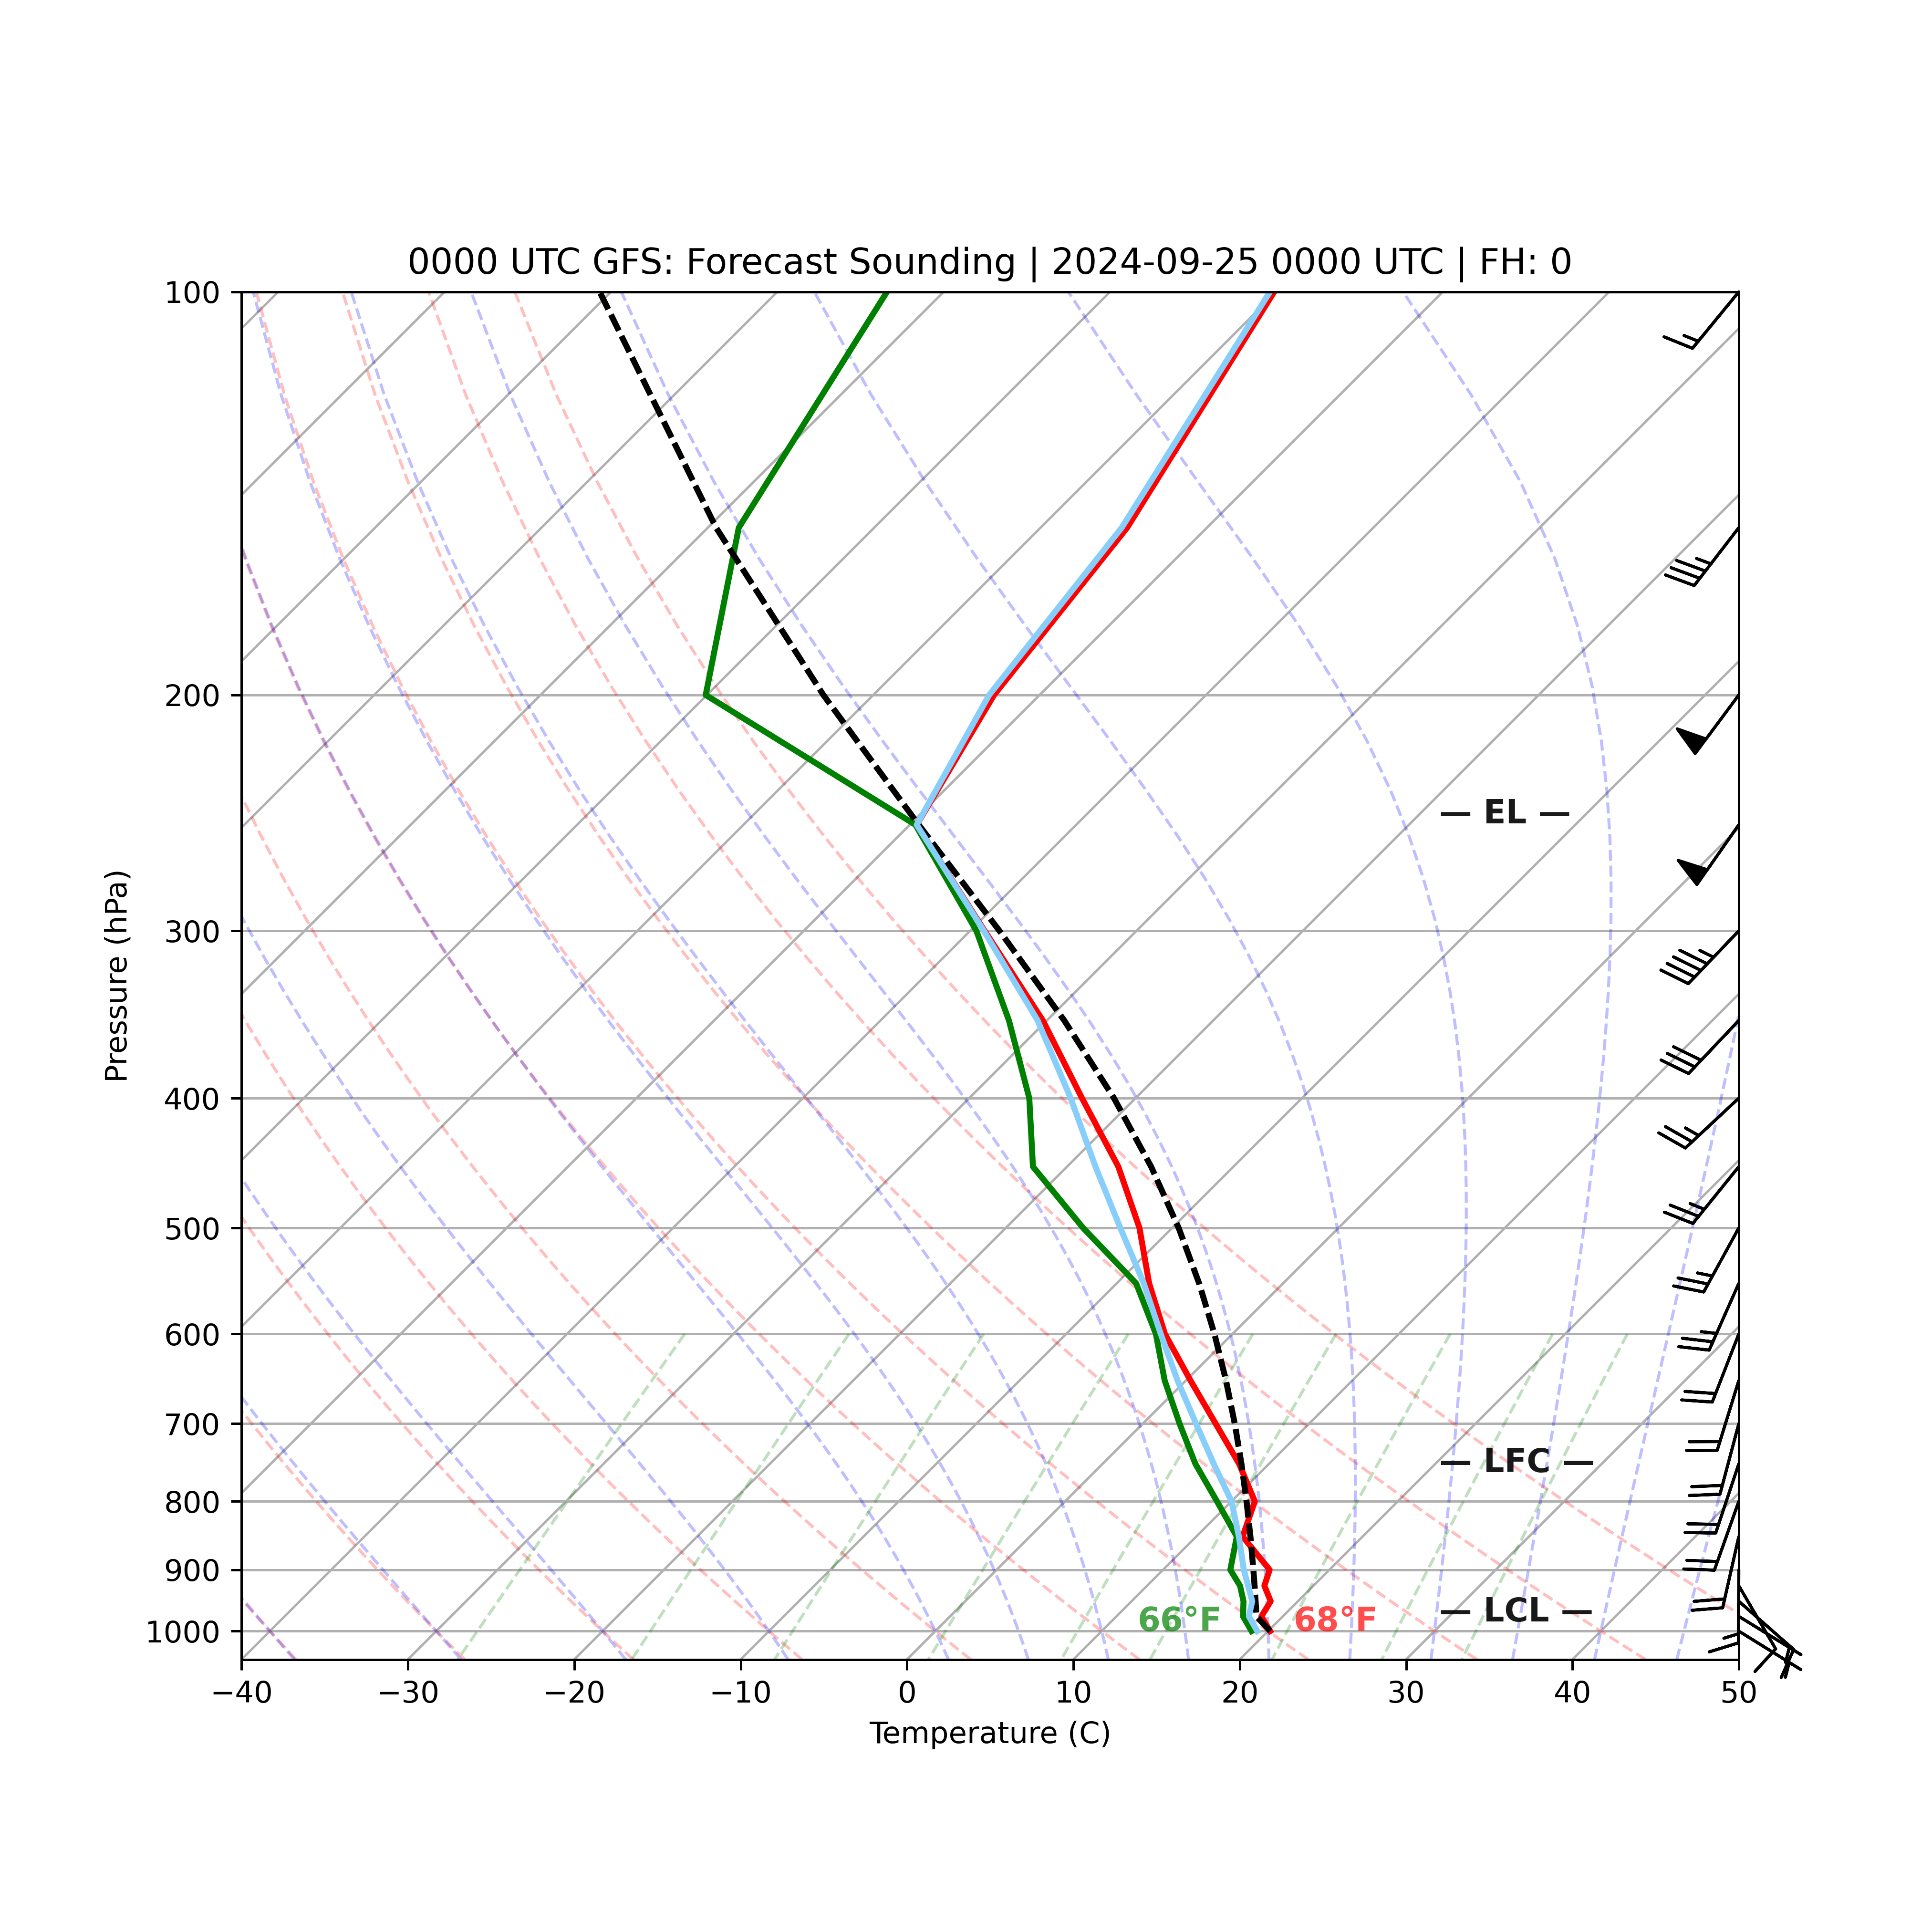 0000 UTC GFS: Forecast Sounding | 2024-09-25 0000 UTC | FH: 0
100
200
— EL —
300
Pressure (hPa)
400
500
600
700
— LFC —
800
900
— LCL —
66°F 68°F
1000
−40 −30 −20 −10 0 10 20 30 40 50
Temperature (C)